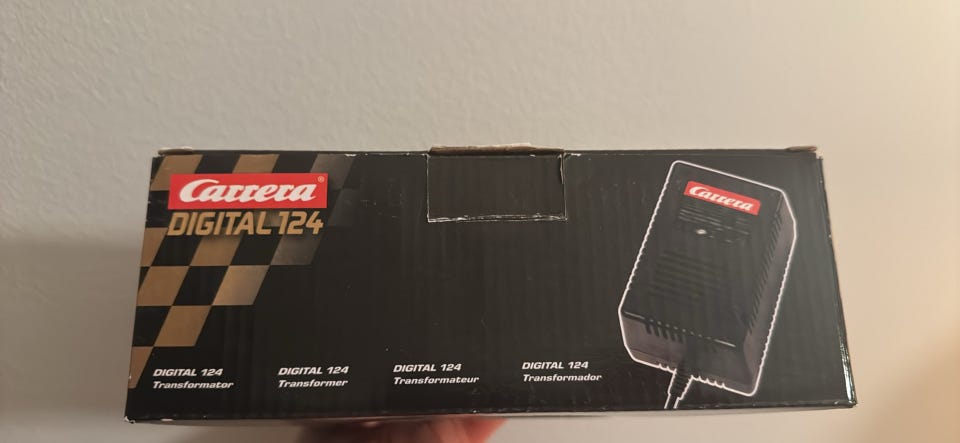 Carrera®
DIGITAL 124
Carrera
DIGITAL 124
Transformator
DIGITAL 124
Transformer
DIGITAL 124
Transformateur
DIGITAL 124
Transformador